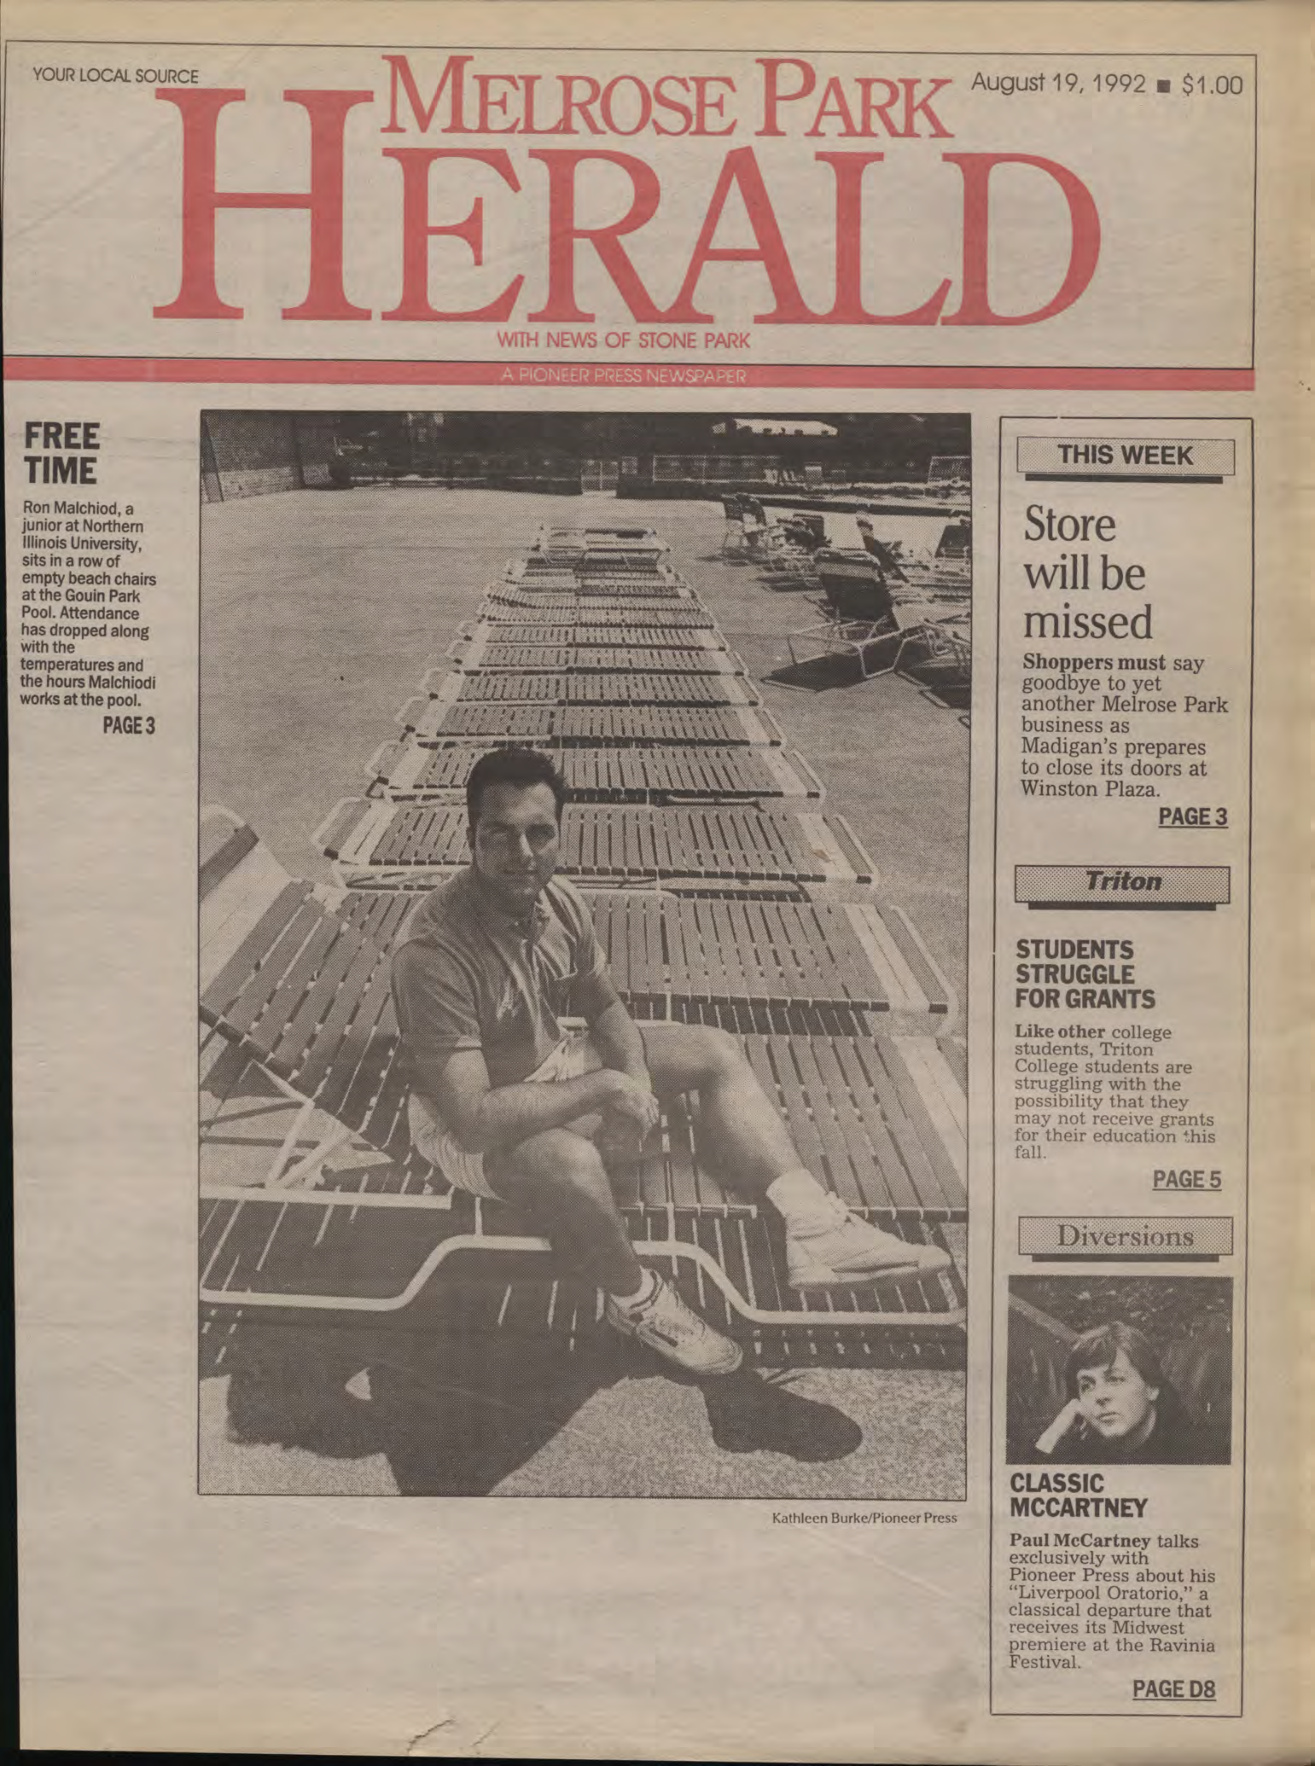 YOUR LOCAL SOURCE
MELROSE PARK
August 19, 1992 ■ $1.00
HERALD
WITH NEWS OF STONE PARK
A PIONEER PRESS NEWSPAPER
FREE
TIME
Ron Malchiod, a
junior at Northern
Illinois University,
sits in a row of
empty beach chairs
at the Gouin Park
Pool. Attendance
has dropped along
with the
temperatures and
the hours Malchiodi
works at the pool.
PAGE 3
Kathleen Burke/Pioneer Press
THIS WEEK
Store
will be
missed
Shoppers must say
goodbye to yet
another Melrose Park
business as
Madigan's prepares
to close its doors at
Winston Plaza.
PAGE 3
Triton
STUDENTS
STRUGGLE
FOR GRANTS
Like other college
students, Triton
College students are
struggling with the
possibility that they
may not receive grants
for their education this
fall.
PAGE 5
Diversions
CLASSIC
MCCARTNEY
Paul McCartney talks
exclusively with
Pioneer Press about his
"Liverpool Oratorio," a
classical departure that
receives its Midwest
premiere at the Ravinia
Festival.
PAGE D8